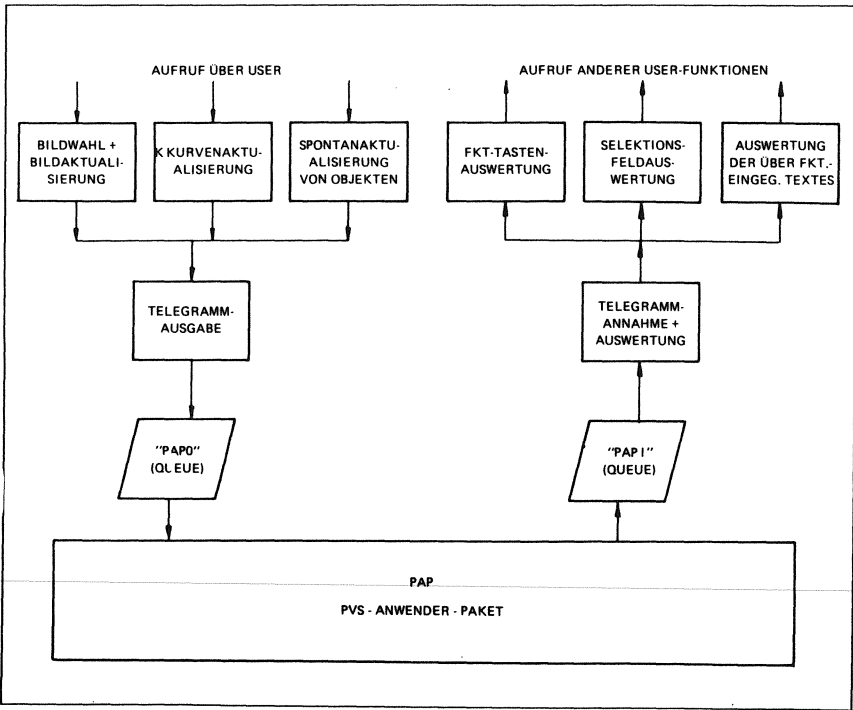 AUFRUF ÜBER USER
AUFRUF ANDERER USER-FUNKTIONEN
BILDWAHL +
BILDAKTUALI-
SIERUNG
K KURVENAKTU-
ALISIERUNG
SPONTANAKTU-
ALISIERUNG
VON OBJEKTEN
FKT-TASTEN-
AUSWERTUNG
SELEKTIONS-
FELDAUS-
WERTUNG
AUSWERTUNG
DER ÜBER FKT.-
EINGEG. TEXTES
TELEGRAMM-
AUSGABE
TELEGRAMM-
ANNAHME +
AUSWERTUNG
"PAPO"
(QUEUE)
"PAP I"
(QUEUE)
PAP
PVS - ANWENDER - PAKET